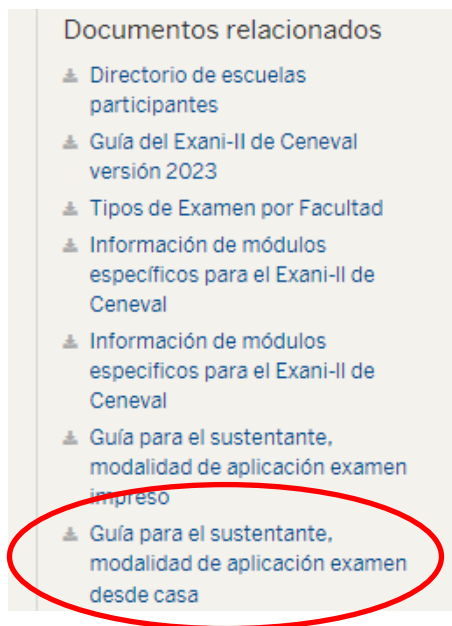 Documentos relacionados
Directorio de escuelas
participantes
Guía del Exani-II de Ceneval
versión 2023
Tipos de Examen por Facultad
Información de módulos
específicos para el Exani-II de
Ceneval
Información de módulos
especificos para el Exani-II de
Ceneval
Guía para el sustentante,
modalidad de aplicación examen
impreso
Guía para el sustentante,
modalidad de aplicación examen
desde casa